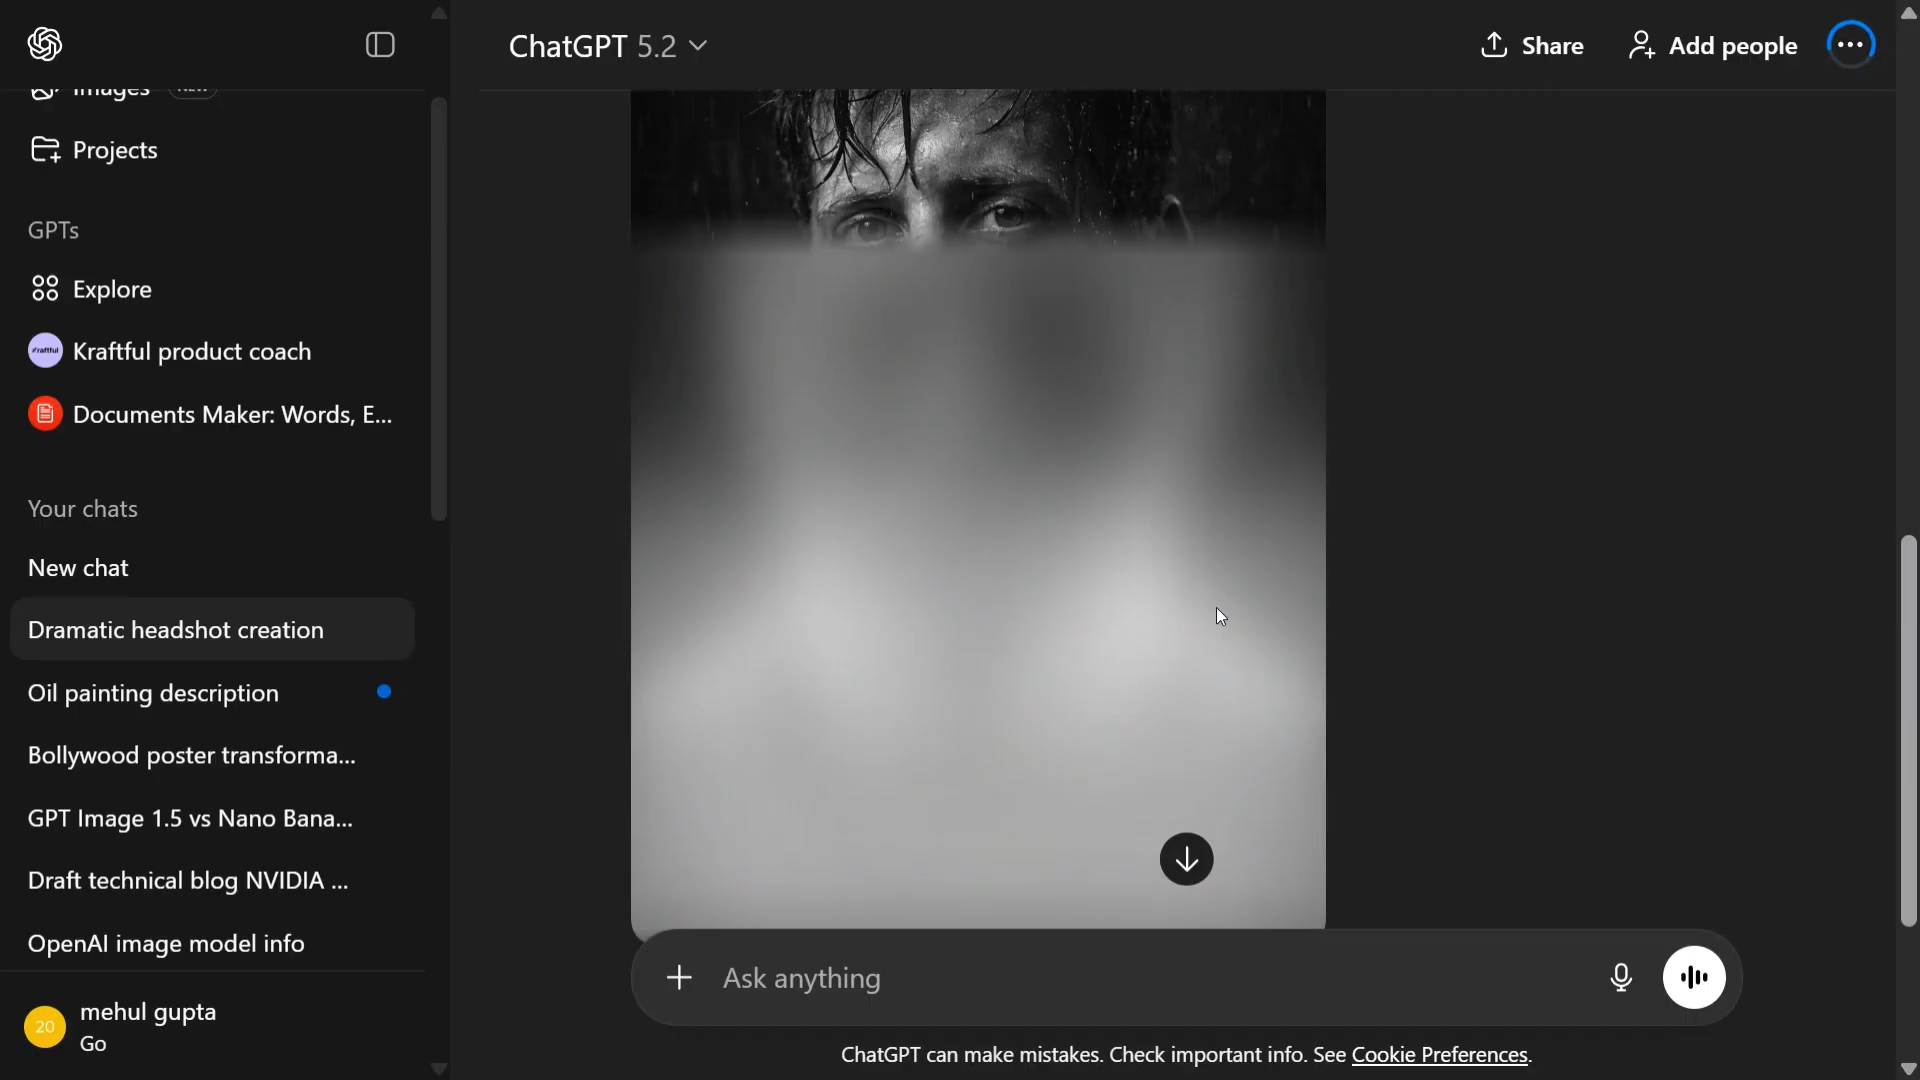 ChatGPT 5.2
Share
Add people
Images NEW
Projects
GPTs
Explore
Kraftful product coach
Documents Maker: Words, E...
Your chats
New chat
Dramatic headshot creation
Oil painting description
Bollywood poster transforma...
GPT Image 1.5 vs Nano Bana...
Draft technical blog NVIDIA ...
OpenAI image model info
20
mehul gupta
Go
Ask anything
ChatGPT can make mistakes. Check important info. See Cookie Preferences.